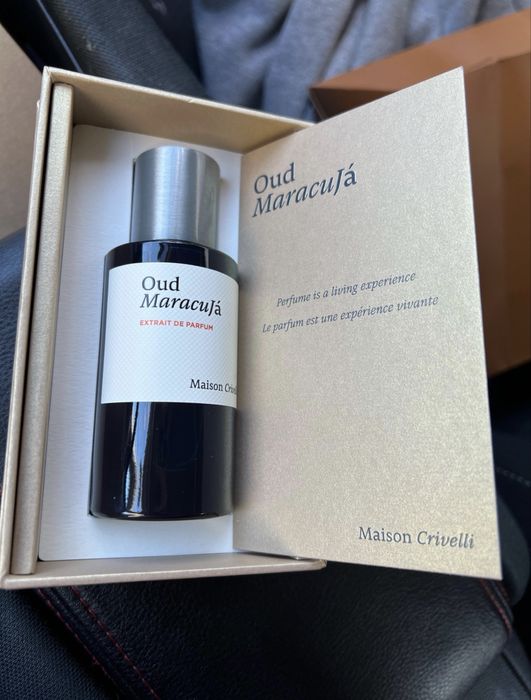 Oud
MaracuJá
EXTRAIT DE PARFUM
Maison
Oud
MaracuJá
Perfume is a living experience
Le parfum est une expérience vivante
Maison Crivelli